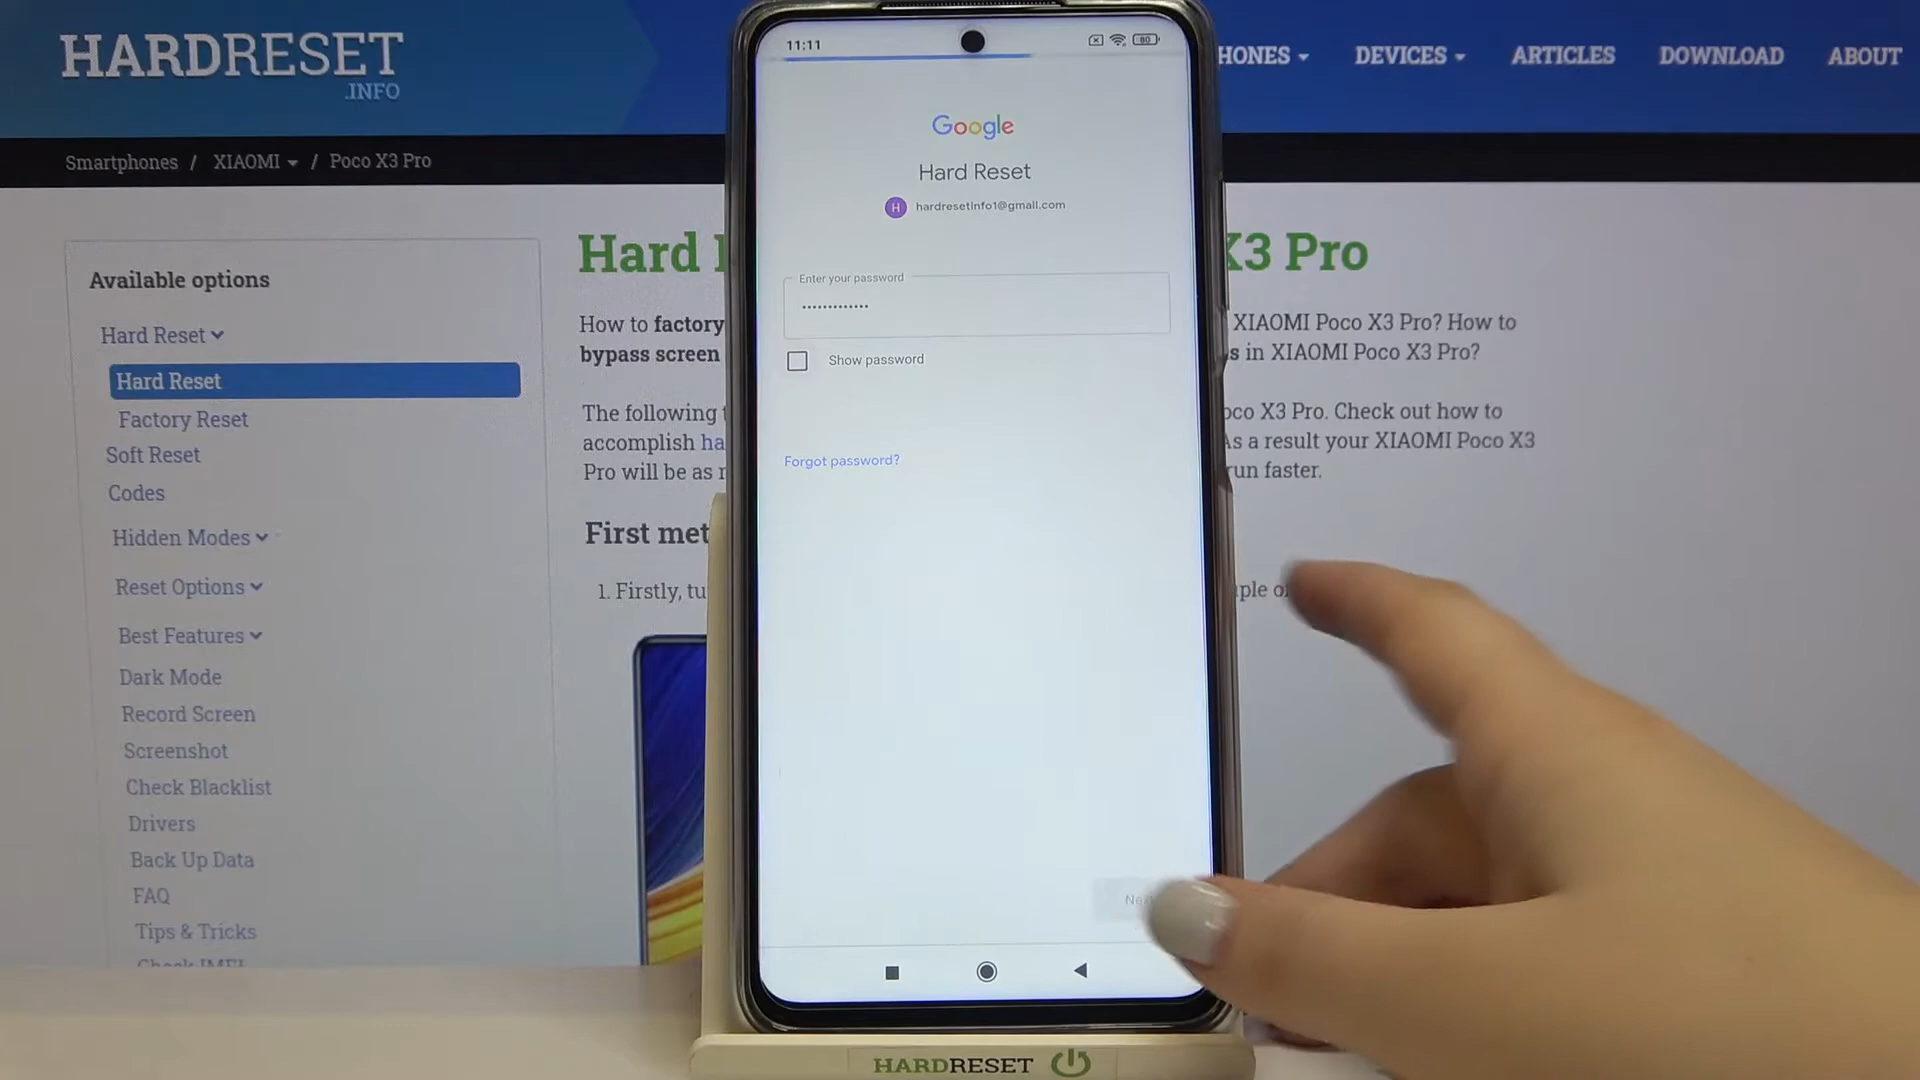 HARDRESET
.INFO
HONES
DEVICES
ARTICLES
DOWNLOAD
ABOUT
Smartphones / XIAOMI / Poco X3 Pro
Available options
Hard Reset
Hard Reset
Factory Reset
Soft Reset
Codes
Hidden Modes
Reset Options
Best Features
Dark Mode
Record Screen
Screenshot
Check Blacklist
Drivers
Back Up Data
FAQ
Tips & Tricks
Check IMEI
Hard X3 Pro
How to factory XIAOMI Poco X3 Pro? How to
bypass screen s in XIAOMI Poco X3 Pro?
The following oco X3 Pro. Check out how to
accomplish ha As a result your XIAOMI Poco X3
Pro will be as run faster.
First met
1. Firstly, tu ple of
11:11
80
Google
Hard Reset
H hardresetinfo1@gmail.com
Enter your password
•••••••••••••
Show password
Forgot password?
Next
HARDRESET